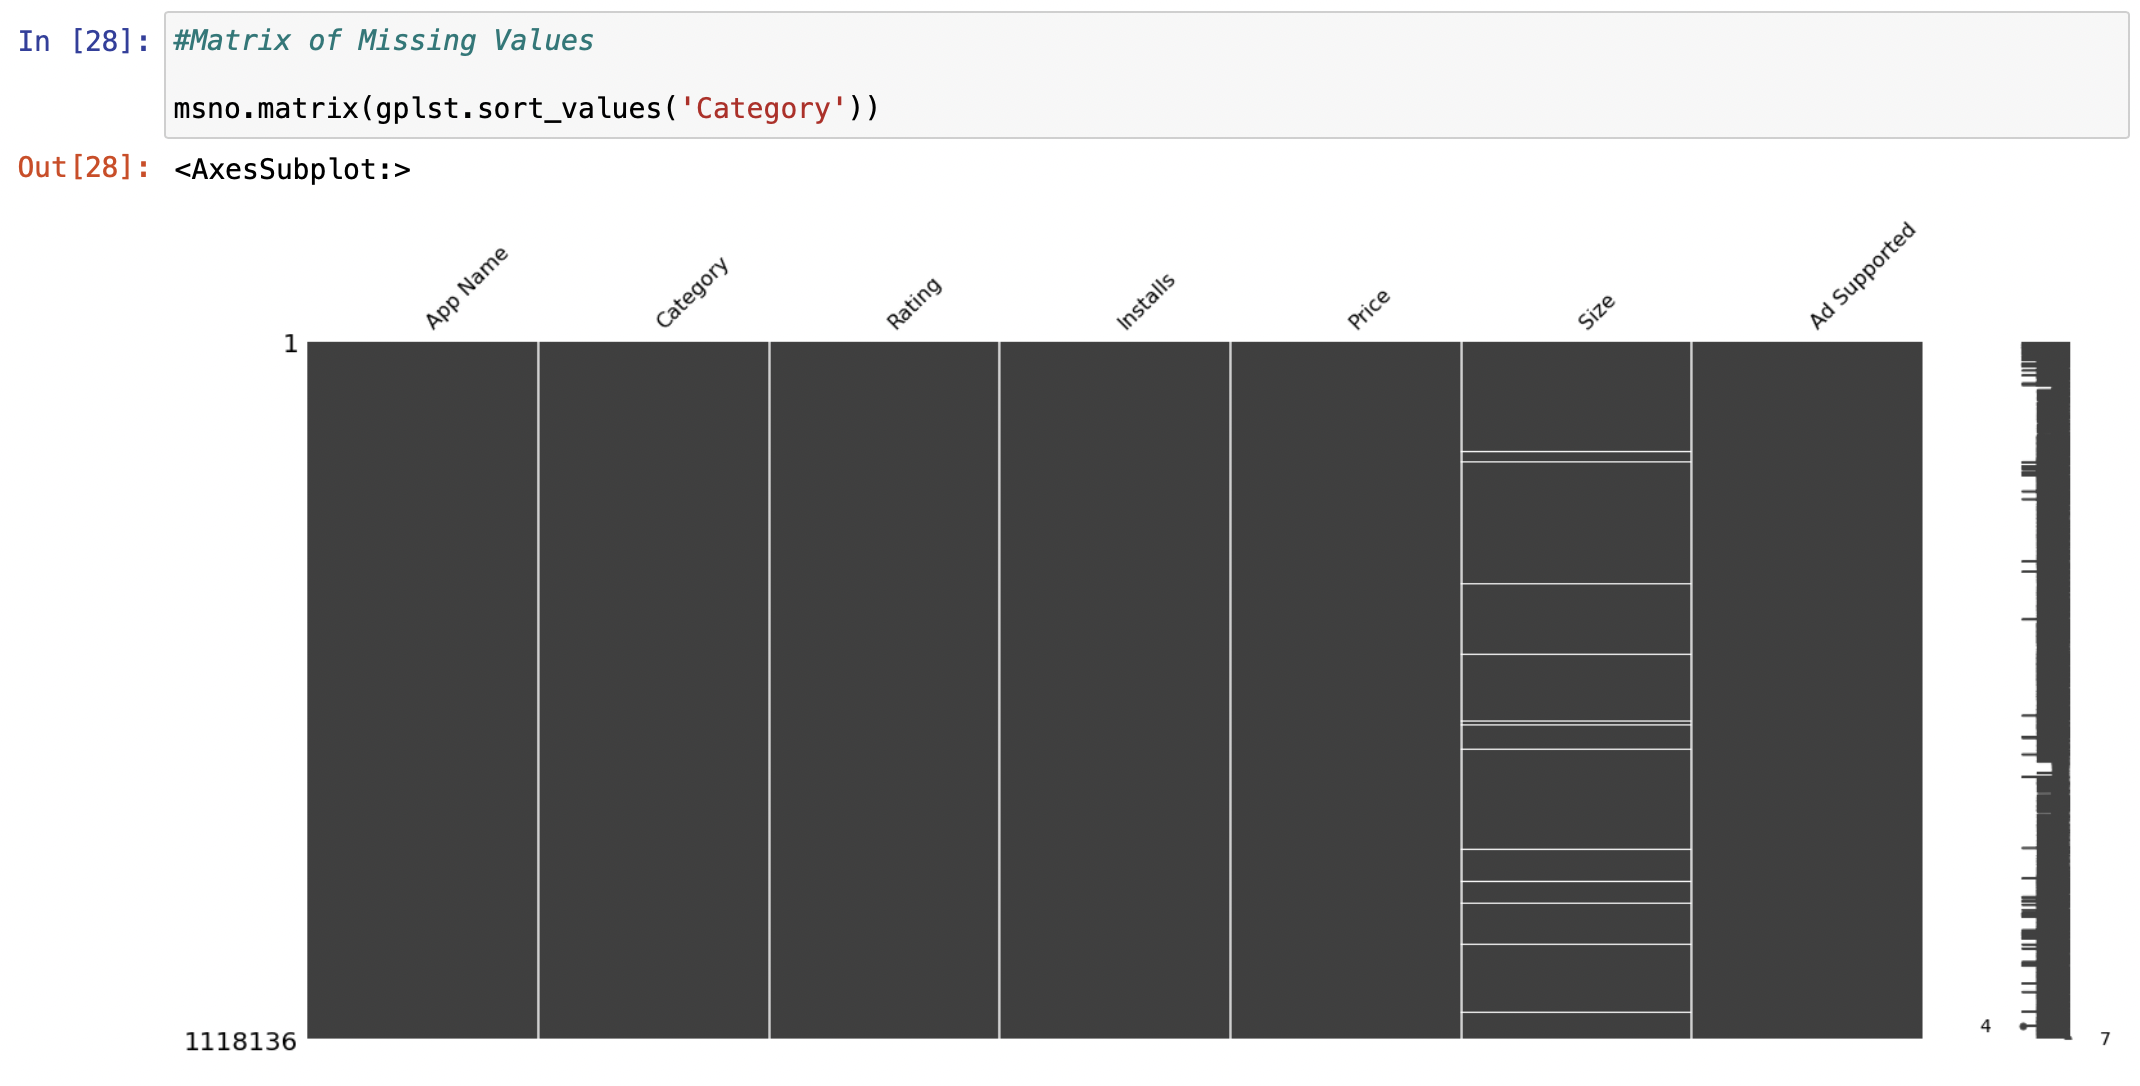 In [28]: #Matrix of Missing Values
msno.matrix(gplst.sort_values('Category'))
Out[28]: <AxesSubplot:>
App Name Category Rating Installs Price Size Ad Supported
1
1118136
4 7